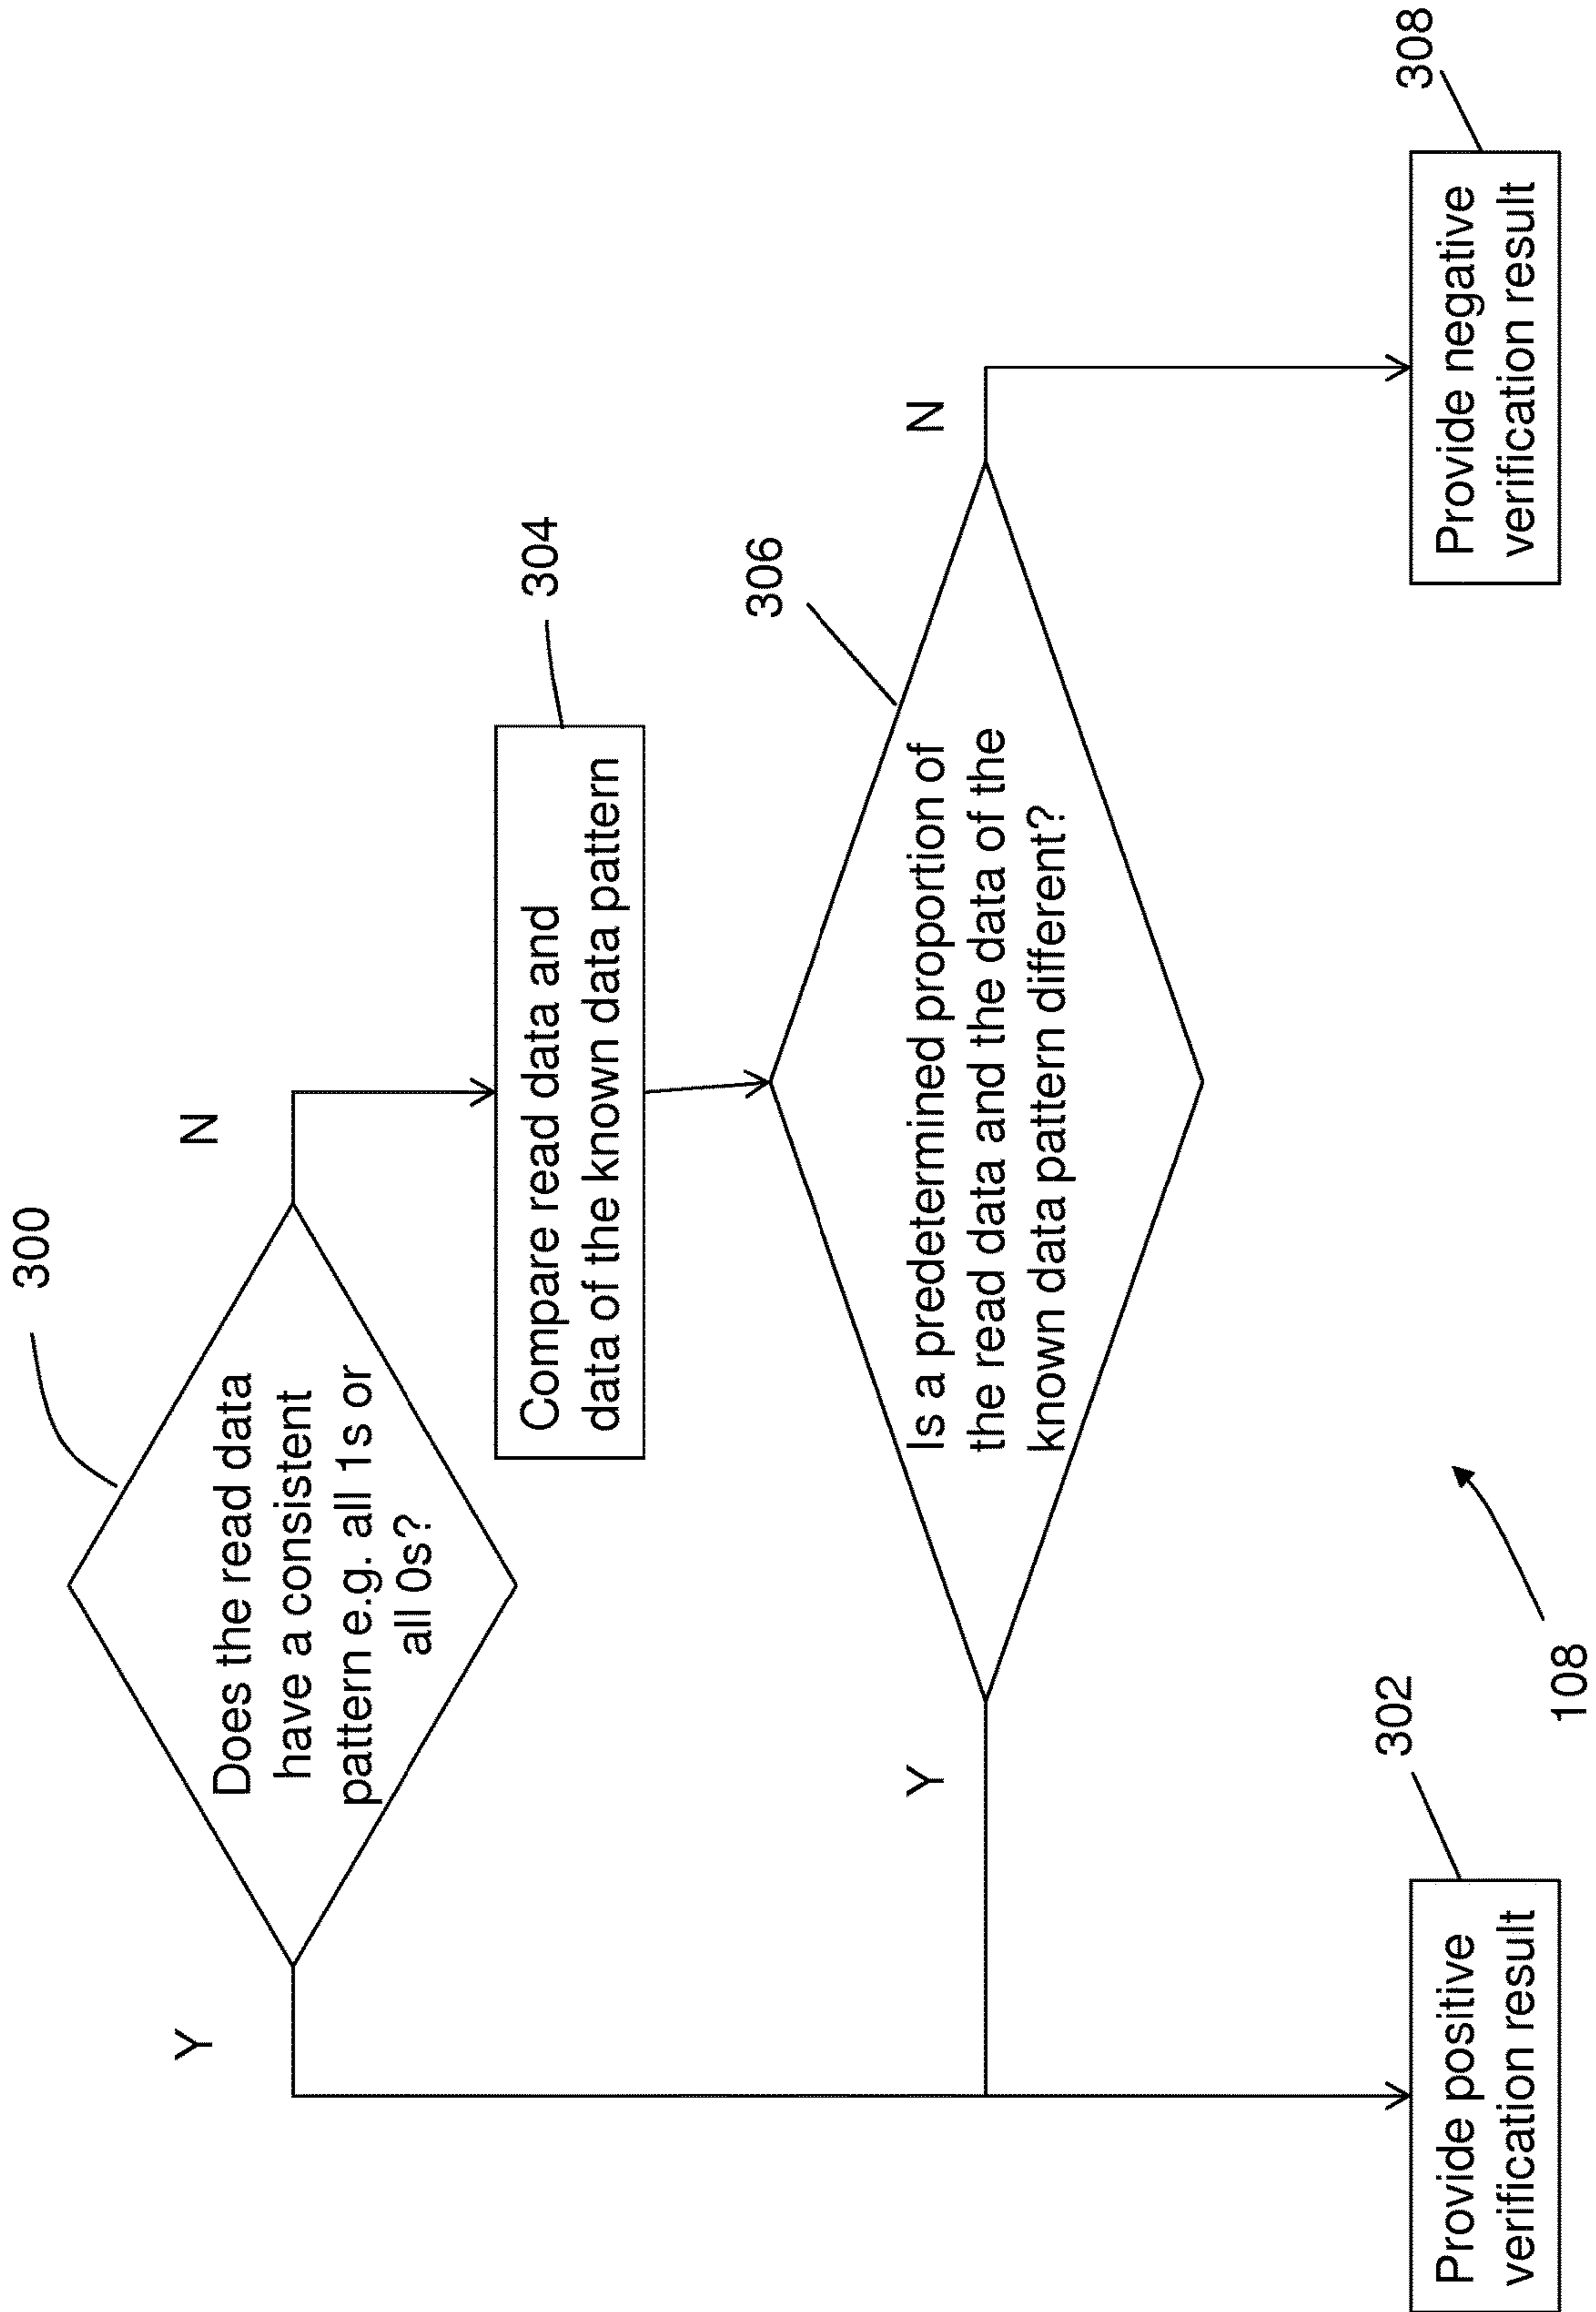 300
Does the read data
have a consistent
pattern e.g. all 1s or
all 0s?
Y
N
304
Compare read data and
data of the known data pattern
306
Is a predetermined proportion of
the read data and the data of the
known data pattern different?
Y
N
302
Provide positive
verification result
308
Provide negative
verification result
108